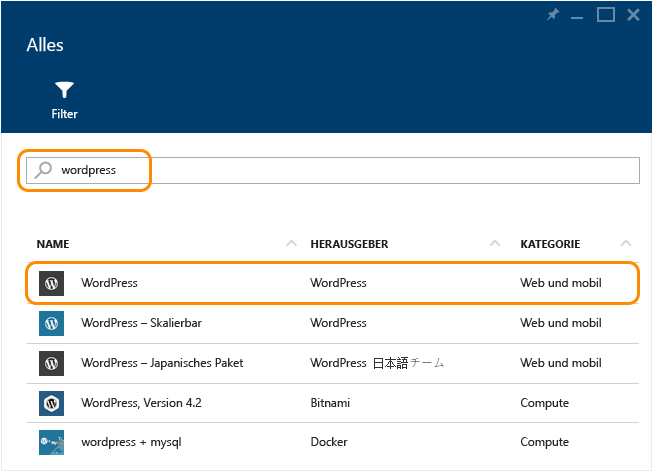 Alles
Filter
wordpress
NAME HERAUSGEBER KATEGORIE
WordPress WordPress Web und mobil
WordPress – Skalierbar WordPress Web und mobil
WordPress – Japanisches Paket WordPress 日本語チーム Web und mobil
WordPress, Version 4.2 Bitnami Compute
wordpress + mysql Docker Compute